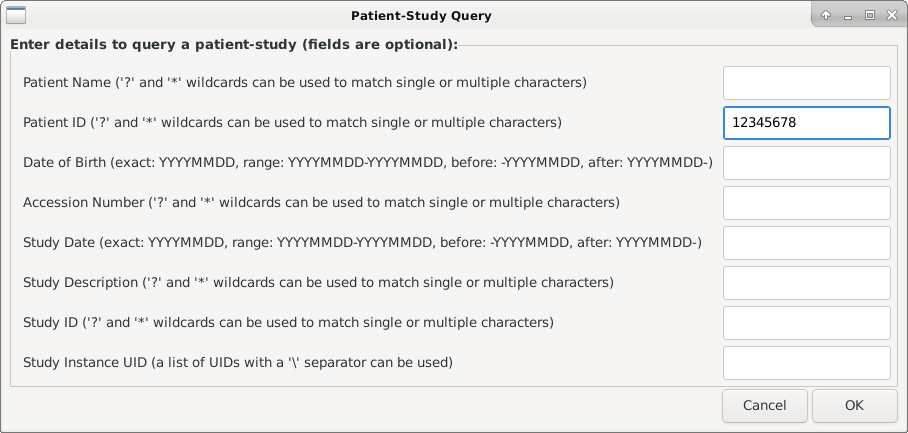 Patient-Study Query
Enter details to query a patient-study (fields are optional):
Patient Name ('?' and '*' wildcards can be used to match single or multiple characters)
Patient ID ('?' and '*' wildcards can be used to match single or multiple characters) 12345678
Date of Birth (exact: YYYYMMDD, range: YYYYMMDD-YYYYMMDD, before: -YYYYMMDD, after: YYYYMMDD-)
Accession Number ('?' and '*' wildcards can be used to match single or multiple characters)
Study Date (exact: YYYYMMDD, range: YYYYMMDD-YYYYMMDD, before: -YYYYMMDD, after: YYYYMMDD-)
Study Description ('?' and '*' wildcards can be used to match single or multiple characters)
Study ID ('?' and '*' wildcards can be used to match single or multiple characters)
Study Instance UID (a list of UIDs with a '\' separator can be used)
Cancel OK